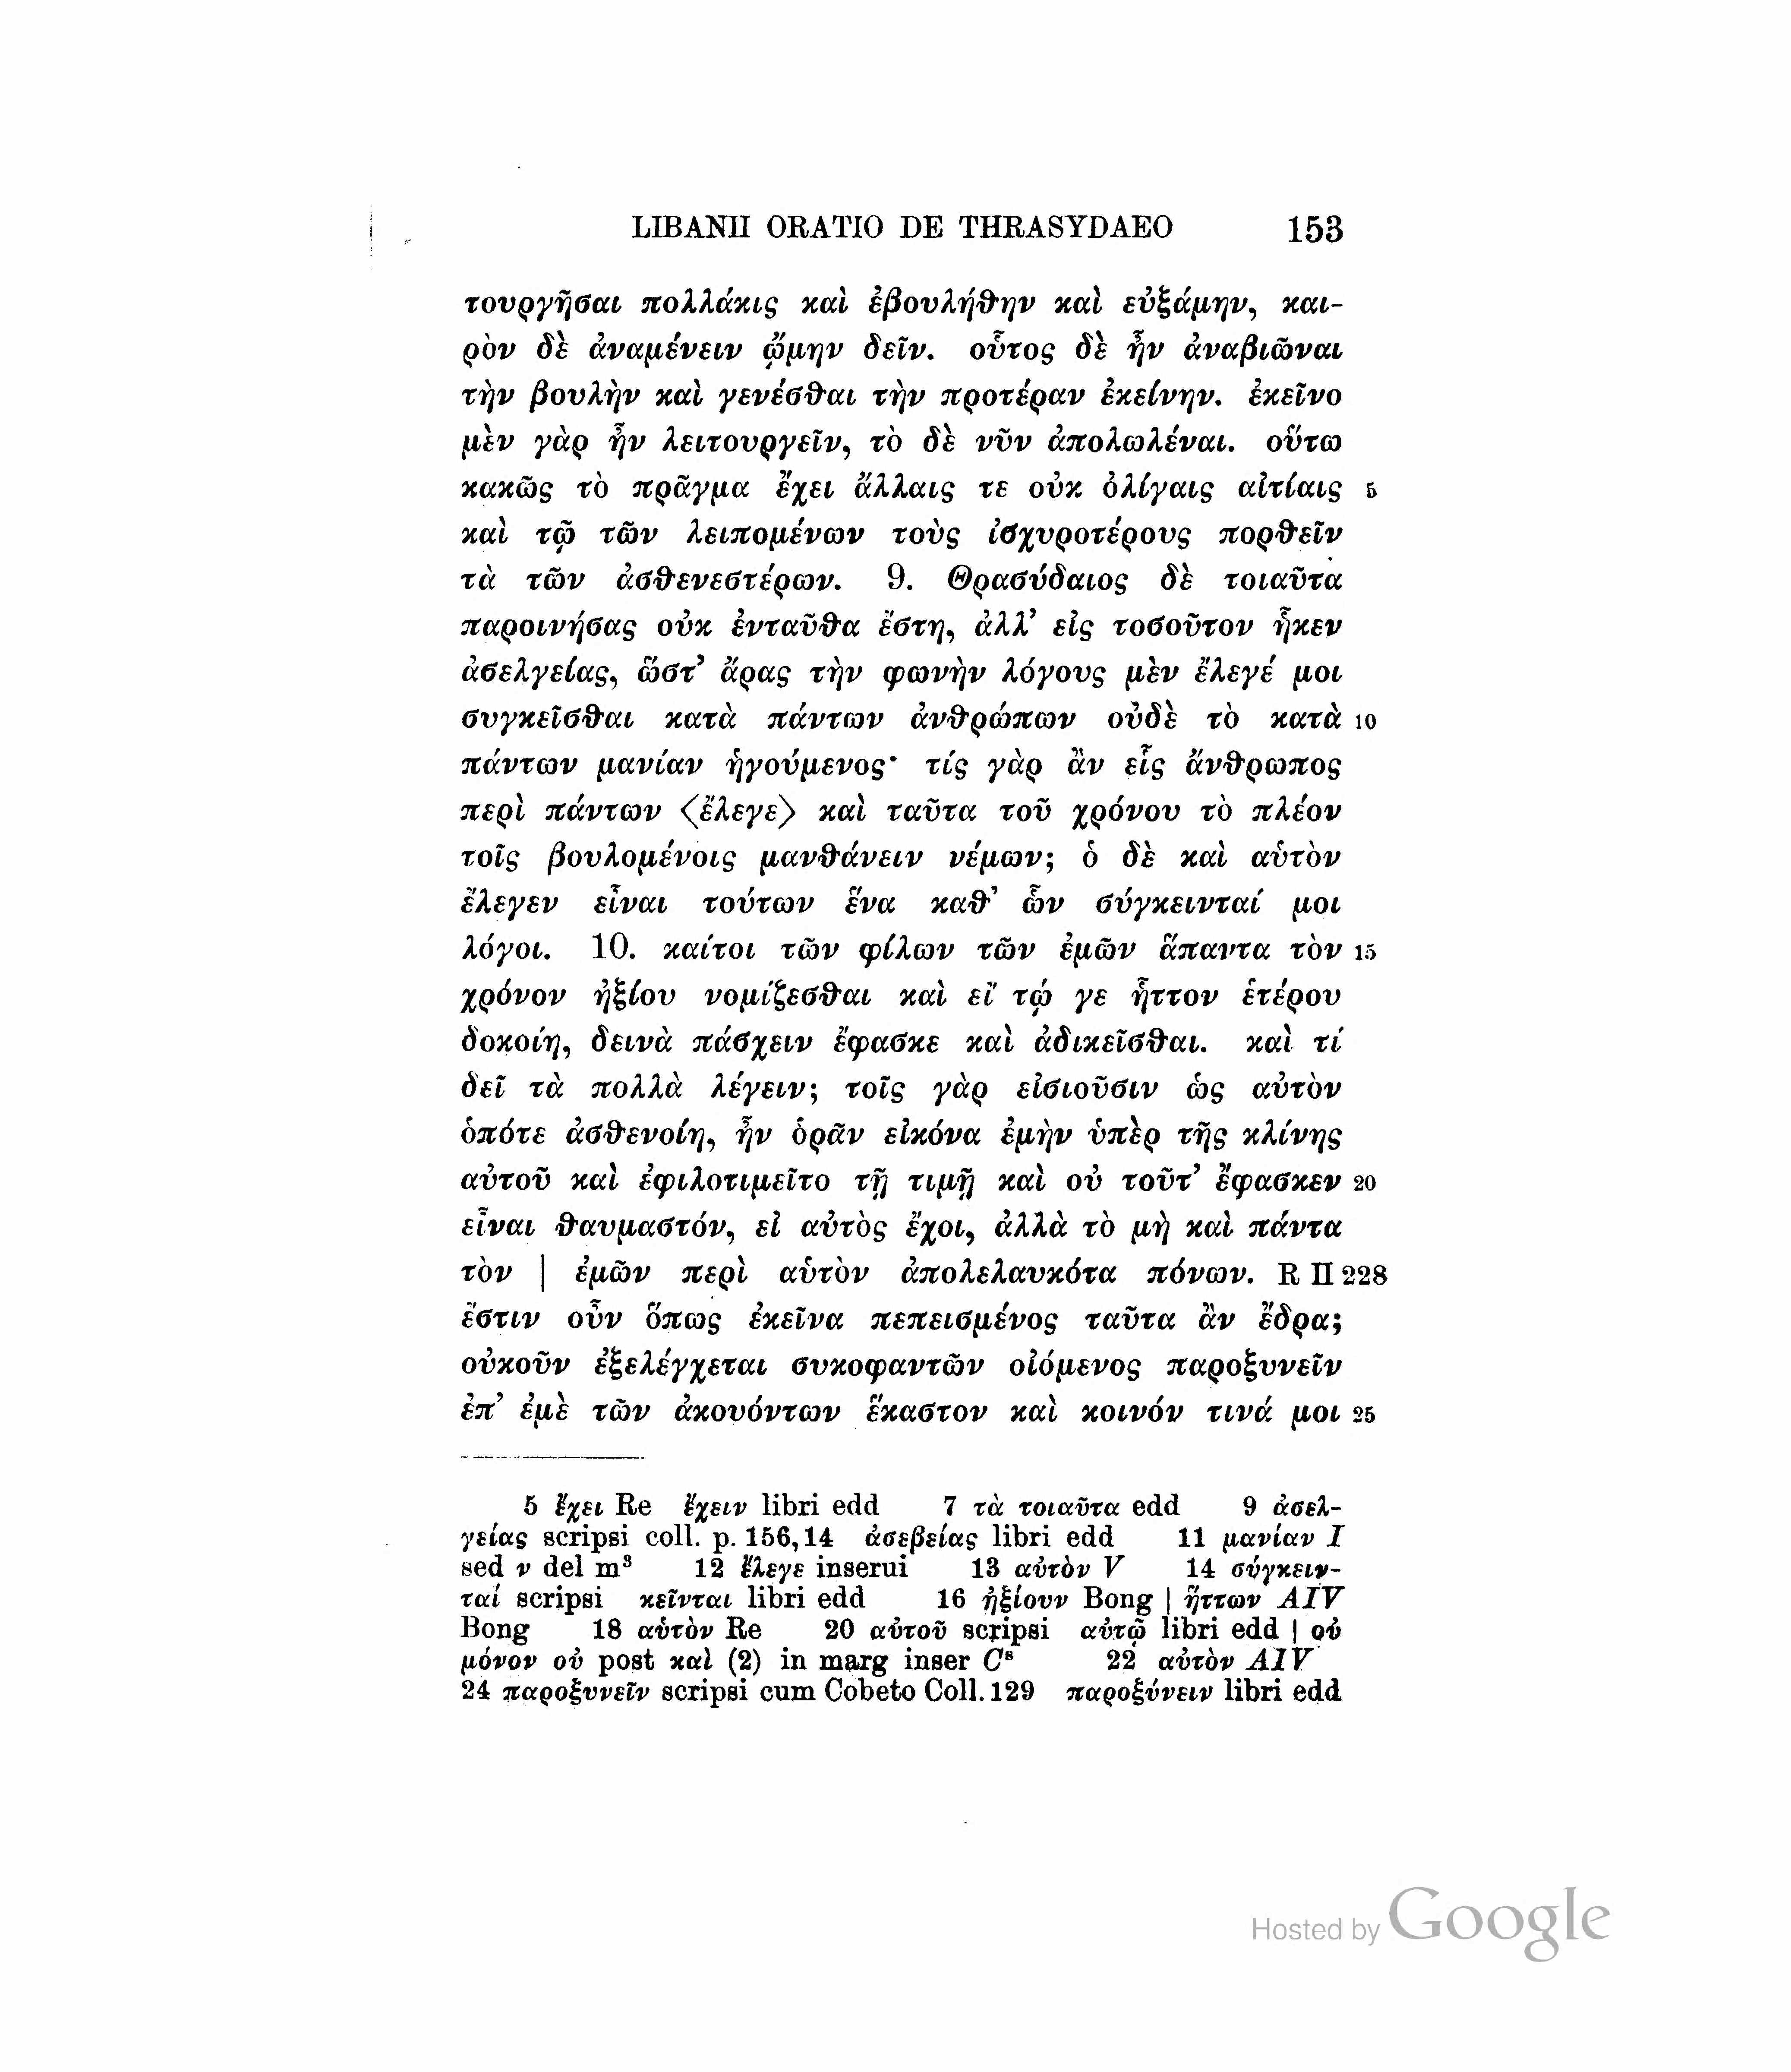 LIBANII ORATIO DE THRASYDAEO 153
τουργῆσαι πολλάκις καὶ ἐβουλήθην καὶ εὐξάμην, και-
ρὸν δὲ ἀναμένειν ᾤμην δεῖν. οὗτος δὲ ἦν ἀναβιῶναι
τὴν βουλὴν καὶ γενέσθαι τὴν προτέραν ἐκείνην. ἐκεῖνο
μὲν γὰρ ἦν λειτουργεῖν, τὸ δὲ νῦν ἀπολωλέναι. οὕτω
κακῶς τὸ πρᾶγμα ἔχει ἄλλαις τε οὐκ ὀλίγαις αἰτίαις 5
καὶ τῷ τῶν λειπομένων τοὺς ἰσχυροτέρους πορθεῖν
τὰ τῶν ἀσθενεστέρων. 9. Θρασύδαιος δὲ τοιαῦτα
παροινήσας οὐκ ἐνταῦθα ἔστη, ἀλλ' εἰς τοσοῦτον ἧκεν
ἀσελγείας, ὥστ' ἄρας τὴν φωνὴν λόγους μὲν ἔλεγέ μοι
συγκεῖσθαι κατὰ πάντων ἀνθρώπων οὐδὲ τὸ κατὰ 10
πάντων μανίαν ἡγούμενος· τίς γὰρ ἂν εἷς ἄνθρωπος
περὶ πάντων ⟨ἔλεγε⟩ καὶ ταῦτα τοῦ χρόνου τὸ πλέον
τοῖς βουλομένοις μανθάνειν νέμων; ὁ δὲ καὶ αὑτὸν
ἔλεγεν εἶναι τούτων ἕνα καθ' ὧν σύγκεινταί μοι
λόγοι. 10. καίτοι τῶν φίλων τῶν ἐμῶν ἅπαντα τὸν 15
χρόνον ἠξίου νομίζεσθαι καὶ εἴ τῴ γε ἧττον ἑτέρου
δοκοίη, δεινὰ πάσχειν ἔφασκε καὶ ἀδικεῖσθαι. καὶ τί
δεῖ τὰ πολλὰ λέγειν; τοῖς γὰρ εἰσιοῦσιν ὡς αὐτὸν
ὁπότε ἀσθενοίη, ἦν ὁρᾶν εἰκόνα ἐμὴν ὑπὲρ τῆς κλίνης
αὐτοῦ καὶ ἐφιλοτιμεῖτο τῇ τιμῇ καὶ οὐ τοῦτ' ἔφασκεν 20
εἶναι θαυμαστόν, εἰ αὐτὸς ἔχοι, ἀλλὰ τὸ μὴ καὶ πάντα
τὸν | ἐμῶν περὶ αὑτὸν ἀπολελαυκότα πόνων. R II 228
ἔστιν οὖν ὅπως ἐκεῖνα πεπεισμένος ταῦτα ἂν ἔδρα;
οὐκοῦν ἐξελέγχεται συκοφαντῶν οἰόμενος παροξυνεῖν
ἐπ' ἐμὲ τῶν ἀκουόντων ἕκαστον καὶ κοινόν τινά μοι 25
5 ἔχει Re ἔχειν libri edd 7 τὰ τοιαῦτα edd 9 ἀσελ-
γείας scripsi coll. p. 156,14 ἀσεβείας libri edd 11 μανίαν I
sed ν del m³ 12 ἔλεγε inserui 13 αὐτὸν V 14 σύγκειν-
ταί scripsi κεῖνται libri edd 16 ἠξίουν Bong | ἥττων AIV
Bong 18 αὑτὸν Re 20 αὐτοῦ scripsi αὐτῷ libri edd | οὐ
μόνον οὐ post καὶ (2) in marg inser Cˢ 22 αὐτὸν AIV
24 παροξυνεῖν scripsi cum Cobeto Coll. 129 παροξύνειν libri edd
Hosted by Google